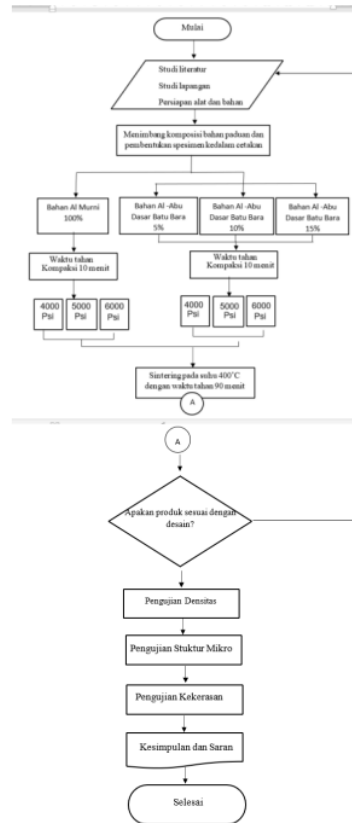 Mulai
Studi literatur
Studi lapangan
Persiapan alat dan bahan
Menimbang komposisi bahan paduan dan
pembentukan spesimen kedalam cetakan
Bahan Al Murni
100%
Bahan Al -Abu
Dasar Batu Bara
5%
Bahan Al -Abu
Dasar Batu Bara
10%
Bahan Al -Abu
Dasar Batu Bara
15%
Waktu tahan
Kompaksi 10 menit
Waktu tahan
Kompaksi 10 menit
4000
Psi
5000
Psi
6000
Psi
4000
Psi
5000
Psi
6000
Psi
Sintering pada suhu 400°C
dengan waktu tahan 90 menit
A
A
Apakan produk sesuai dengan
desain?
Pengujian Densitas
Pengujian Stuktur Mikro
Pengujian Kekerasan
Kesimpulan dan Saran
Selesai